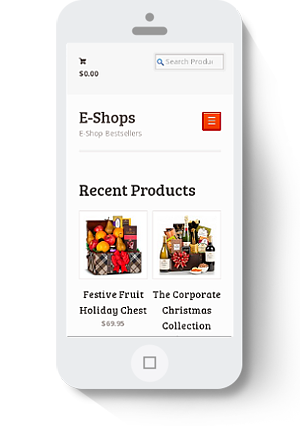 Search Produ
$0.00
E-Shops
E-Shop Bestsellers
Recent Products
Festive Fruit
Holiday Chest
$69.95
The Corporate
Christmas
Collection